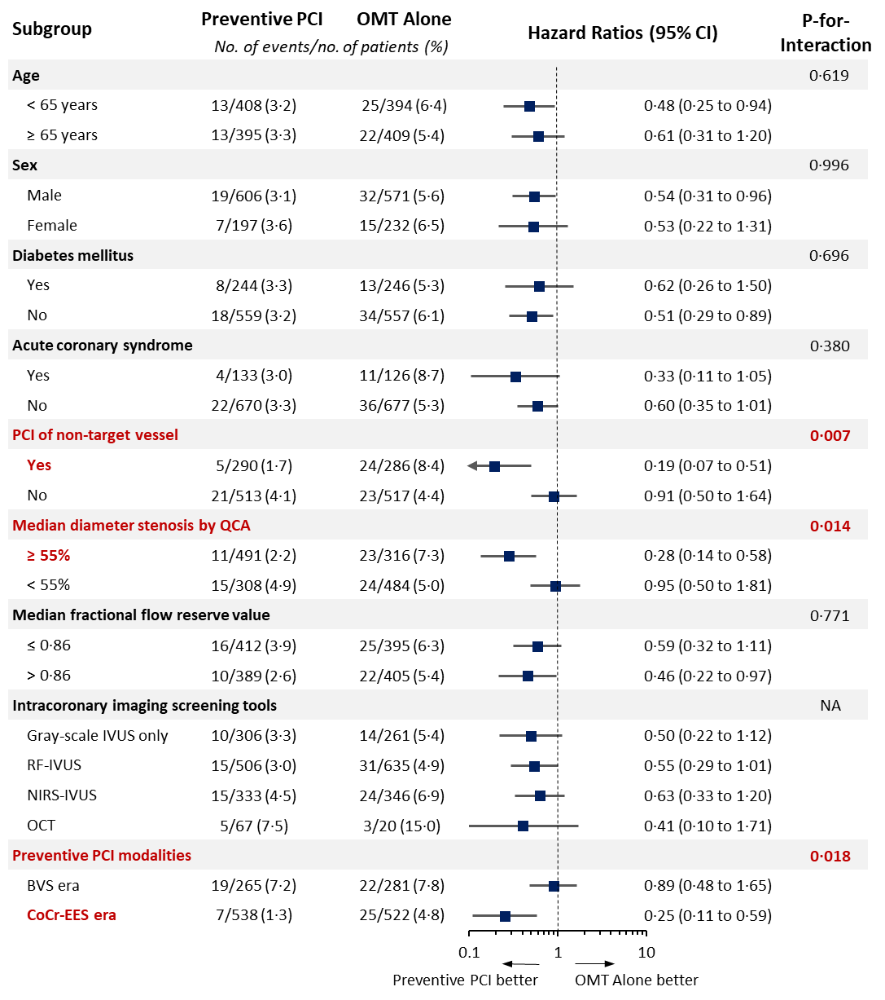 Subgroup Preventive PCI OMT Alone Hazard Ratios (95% CI) P-for-Interaction
No. of events/no. of patients (%)
Age 0·619
< 65 years 13/408 (3·2) 25/394 (6·4) 0·48 (0·25 to 0·94)
≥ 65 years 13/395 (3·3) 22/409 (5·4) 0·61 (0·31 to 1·20)
Sex 0·996
Male 19/606 (3·1) 32/571 (5·6) 0·54 (0·31 to 0·96)
Female 7/197 (3·6) 15/232 (6·5) 0·53 (0·22 to 1·31)
Diabetes mellitus 0·696
Yes 8/244 (3·3) 13/246 (5·3) 0·62 (0·26 to 1·50)
No 18/559 (3·2) 34/557 (6·1) 0·51 (0·29 to 0·89)
Acute coronary syndrome 0·380
Yes 4/133 (3·0) 11/126 (8·7) 0·33 (0·11 to 1·05)
No 22/670 (3·3) 36/677 (5·3) 0·60 (0·35 to 1·01)
PCI of non-target vessel 0·007
Yes 5/290 (1·7) 24/286 (8·4) 0·19 (0·07 to 0·51)
No 21/513 (4·1) 23/517 (4·4) 0·91 (0·50 to 1·64)
Median diameter stenosis by QCA 0·014
≥ 55% 11/491 (2·2) 23/316 (7·3) 0·28 (0·14 to 0·58)
< 55% 15/308 (4·9) 24/484 (5·0) 0·95 (0·50 to 1·81)
Median fractional flow reserve value 0·771
≤ 0·86 16/412 (3·9) 25/395 (6·3) 0·59 (0·32 to 1·11)
> 0·86 10/389 (2·6) 22/405 (5·4) 0·46 (0·22 to 0·97)
Intracoronary imaging screening tools NA
Gray-scale IVUS only 10/306 (3·3) 14/261 (5·4) 0·50 (0·22 to 1·12)
RF-IVUS 15/506 (3·0) 31/635 (4·9) 0·55 (0·29 to 1·01)
NIRS-IVUS 15/333 (4·5) 24/346 (6·9) 0·63 (0·33 to 1·20)
OCT 5/67 (7·5) 3/20 (15·0) 0·41 (0·10 to 1·71)
Preventive PCI modalities 0·018
BVS era 19/265 (7·2) 22/281 (7·8) 0·89 (0·48 to 1·65)
CoCr-EES era 7/538 (1·3) 25/522 (4·8) 0·25 (0·11 to 0·59)
0.1 1 10
Preventive PCI better OMT Alone better